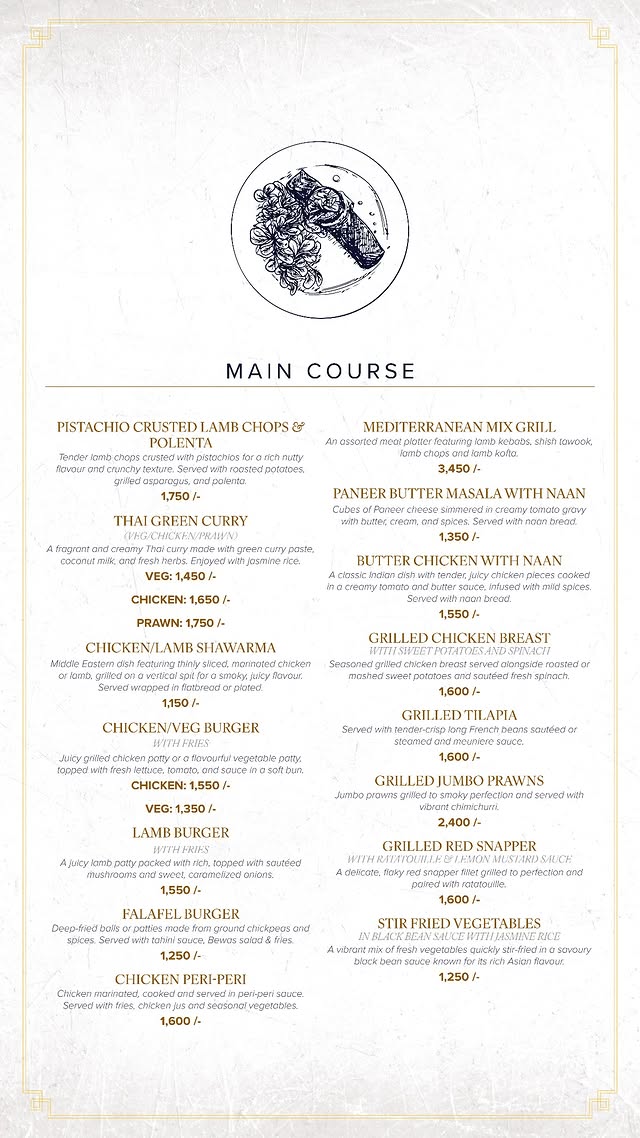 MAIN COURSE
PISTACHIO CRUSTED LAMB CHOPS &
POLENTA
Tender lamb chops crusted with pistachios for a rich nutty
flavour and crunchy texture. Served with roasted potatoes,
grilled asparagus, and polenta.
1,750 /-
THAI GREEN CURRY
(VEG/CHICKEN/PRAWN)
A fragrant and creamy Thai curry made with green curry paste,
coconut milk, and fresh herbs. Enjoyed with jasmine rice.
VEG: 1,450 /-
CHICKEN: 1,650 /-
PRAWN: 1,750 /-
CHICKEN/LAMB SHAWARMA
Middle Eastern dish featuring thinly sliced, marinated chicken
or lamb, grilled on a vertical spit for a smoky, juicy flavour.
Served wrapped in flatbread or plated.
1,150 /-
CHICKEN/VEG BURGER
WITH FRIES
Juicy grilled chicken patty or a flavourful vegetable patty,
topped with fresh lettuce, tomato, and sauce in a soft bun.
CHICKEN: 1,550 /-
VEG: 1,350 /-
LAMB BURGER
WITH FRIES
A juicy lamb patty packed with rich, topped with sautéed
mushrooms and sweet, caramelized onions.
1,550 /-
FALAFEL BURGER
Deep-fried balls or patties made from ground chickpeas and
spices. Served with tahini sauce, Bewas salad & fries.
1,250 /-
CHICKEN PERI-PERI
Chicken marinated, cooked and served in peri-peri sauce.
Served with fries, chicken jus and seasonal vegetables.
1,600 /-
MEDITERRANEAN MIX GRILL
An assorted meat platter featuring lamb kebabs, shish tawook,
lamb chops and lamb kofta.
3,450 /-
PANEER BUTTER MASALA WITH NAAN
Cubes of Paneer cheese simmered in creamy tomato gravy
with butter, cream, and spices. Served with naan bread.
1,350 /-
BUTTER CHICKEN WITH NAAN
A classic Indian dish with tender, juicy chicken pieces cooked
in a creamy tomato and butter sauce, infused with mild spices.
Served with naan bread.
1,550 /-
GRILLED CHICKEN BREAST
WITH SWEET POTATOES AND SPINACH
Seasoned grilled chicken breast served alongside roasted or
mashed sweet potatoes and sautéed fresh spinach.
1,600 /-
GRILLED TILAPIA
Served with tender-crisp long French beans sautéed or
steamed and meuniere sauce.
1,600 /-
GRILLED JUMBO PRAWNS
Jumbo prawns grilled to smoky perfection and served with
vibrant chimichurri.
2,400 /-
GRILLED RED SNAPPER
WITH RATATOUILLE & LEMON MUSTARD SAUCE
A delicate, flaky red snapper fillet grilled to perfection and
paired with ratatouille.
1,600 /-
STIR FRIED VEGETABLES
IN BLACK BEAN SAUCE WITH JASMINE RICE
A vibrant mix of fresh vegetables quickly stir-fried in a savoury
black bean sauce known for its rich Asian flavour.
1,250 /-